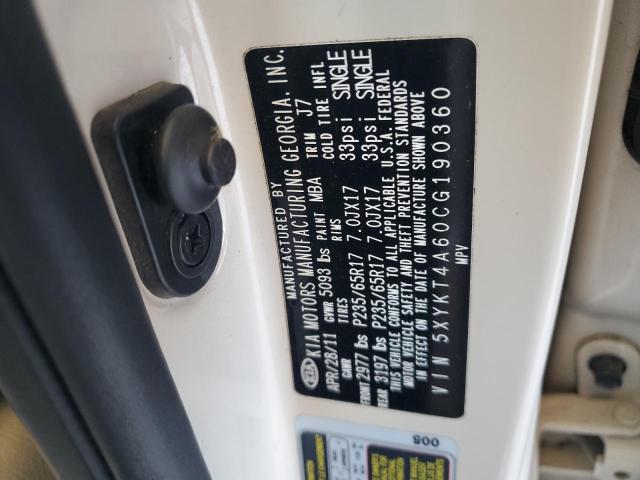 MANUFACTURED BY
KIA KIA MOTORS MANUFACTURING GEORGIA, INC.
APR/28/11 GVWR 5093 lbs PAINT MBA TRIM J7
GAWR TIRES RIMS COLD TIRE INFL
FRONT 2977 lbs P235/65R17 7.0JX17 33psi SINGLE
REAR 3197 lbs P235/65R17 7.0JX17 33psi SINGLE
THIS VEHICLE CONFORMS TO ALL APPLICABLE U.S.A. FEDERAL
MOTOR VEHICLE SAFETY AND THEFT PREVENTION STANDARDS
IN EFFECT ON THE DATE OF MANUFACTURE SHOWN ABOVE
VIN 5XYKT4A60CG190360
MPV
005